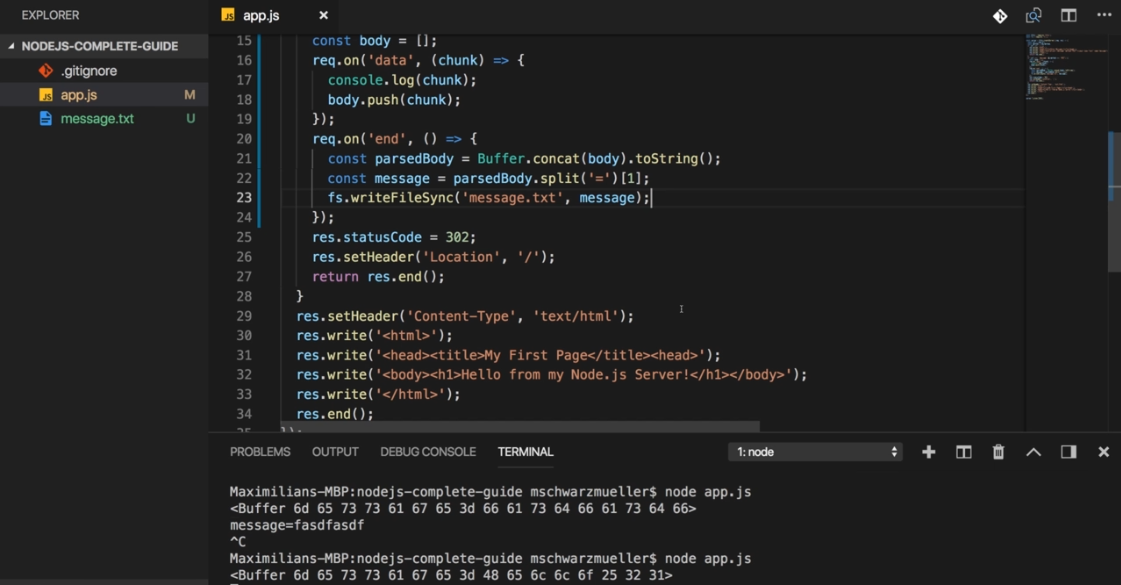 EXPLORER
JS app.js ×
NODEJS-COMPLETE-GUIDE
.gitignore
JS app.js M
message.txt U
15 const body = [];
16 req.on('data', (chunk) => {
17 console.log(chunk);
18 body.push(chunk);
19 });
20 req.on('end', () => {
21 const parsedBody = Buffer.concat(body).toString();
22 const message = parsedBody.split('=')[1];
23 fs.writeFileSync('message.txt', message);
24 });
25 res.statusCode = 302;
26 res.setHeader('Location', '/');
27 return res.end();
28 }
29 res.setHeader('Content-Type', 'text/html');
30 res.write('<html>');
31 res.write('<head><title>My First Page</title><head>');
32 res.write('<body><h1>Hello from my Node.js Server!</h1></body>');
33 res.write('</html>');
34 res.end();
35 });
PROBLEMS OUTPUT DEBUG CONSOLE TERMINAL 1: node
Maximilians-MBP:nodejs-complete-guide mschwarzmueller$ node app.js
<Buffer 6d 65 73 73 61 67 65 3d 66 61 73 64 66 61 73 64 66>
message=fasdfasdf
^C
Maximilians-MBP:nodejs-complete-guide mschwarzmueller$ node app.js
<Buffer 6d 65 73 73 61 67 65 3d 48 65 6c 6c 6f 25 32 31>